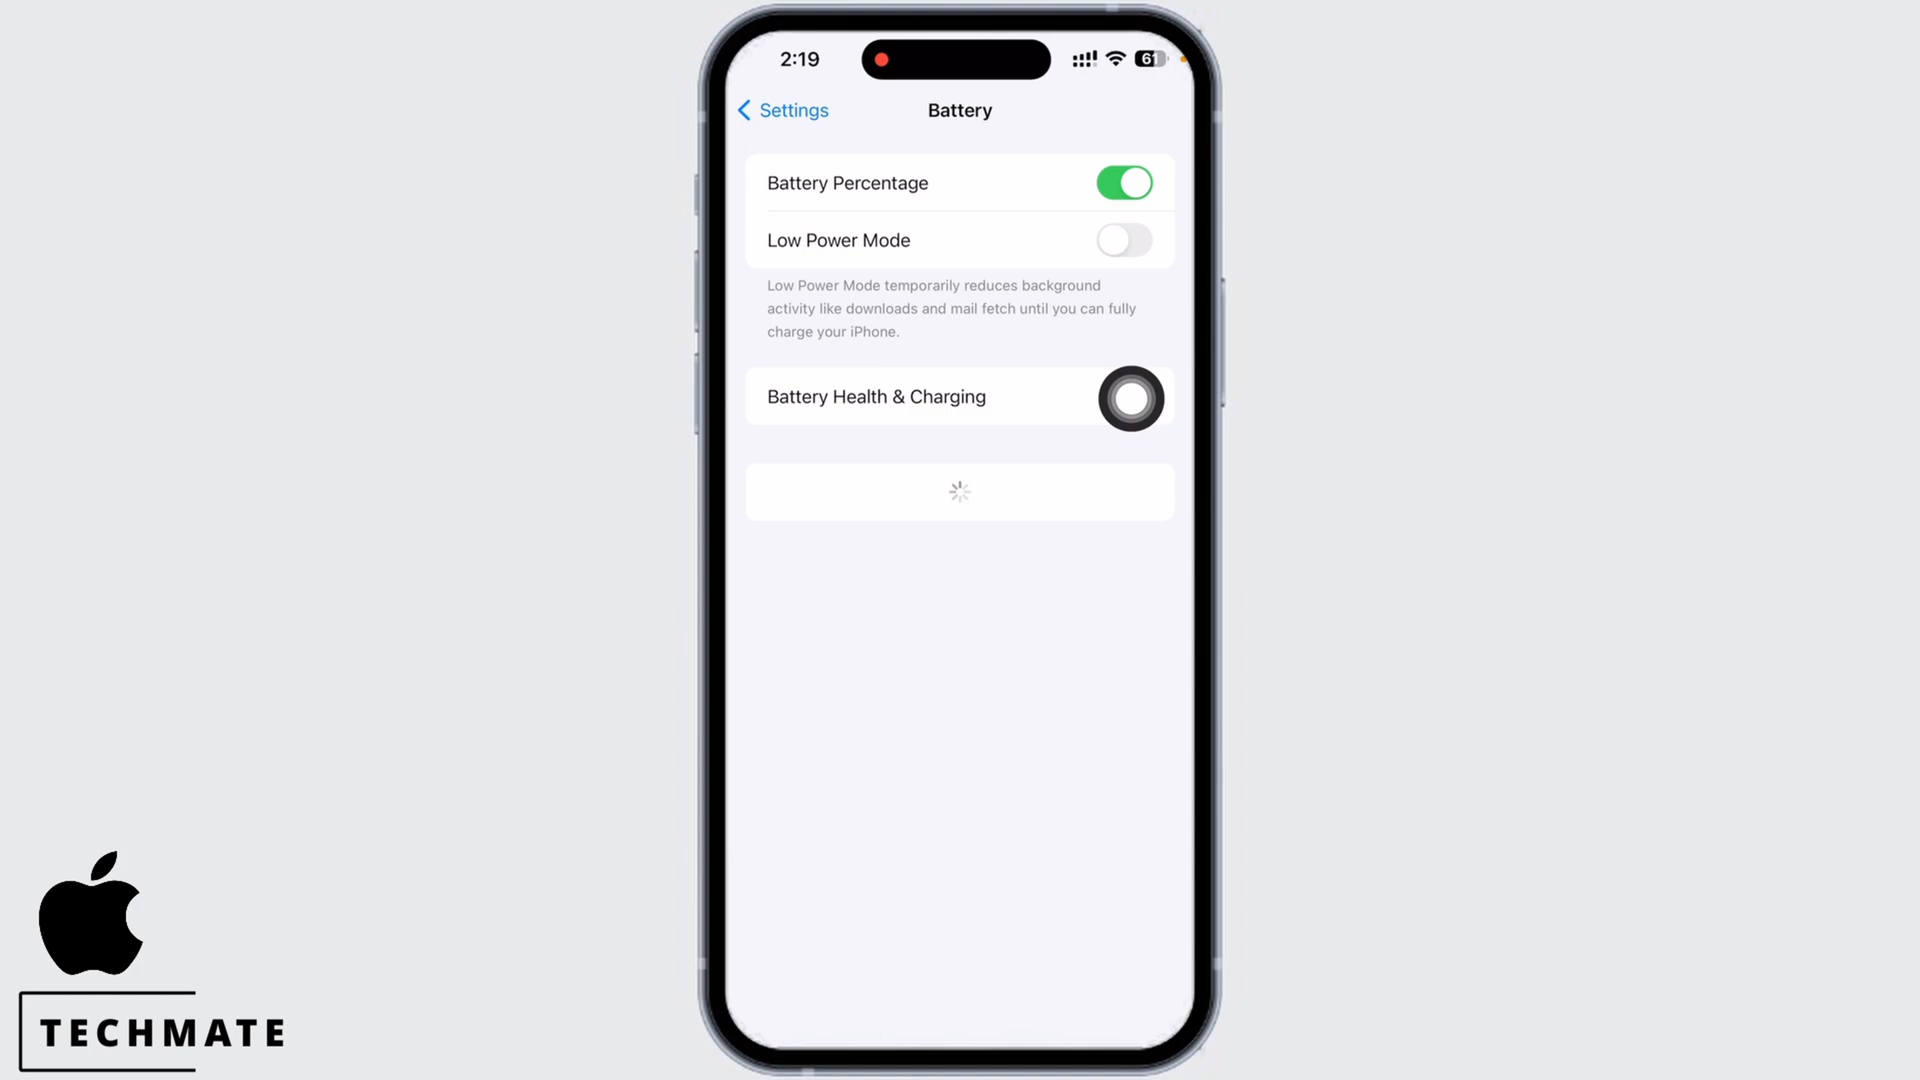 2:19
61
Settings
Battery
Battery Percentage
Low Power Mode
Low Power Mode temporarily reduces background
activity like downloads and mail fetch until you can fully
charge your iPhone.
Battery Health & Charging
TECHMATE